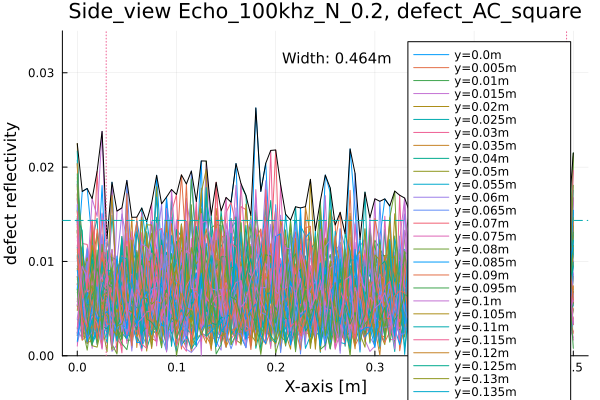 Side_view Echo_100khz_N_0.2, defect_AC_square
Width: 0.464m
defect reflectivity
0.03
0.02
0.01
0.00
0.0
0.1
0.2
0.3
.5
X-axis [m]
y=0.0m
y=0.005m
y=0.01m
y=0.015m
y=0.02m
y=0.025m
y=0.03m
y=0.035m
y=0.04m
y=0.05m
y=0.055m
y=0.06m
y=0.065m
y=0.07m
y=0.075m
y=0.08m
y=0.085m
y=0.09m
y=0.095m
y=0.1m
y=0.105m
y=0.11m
y=0.115m
y=0.12m
y=0.125m
y=0.13m
y=0.135m